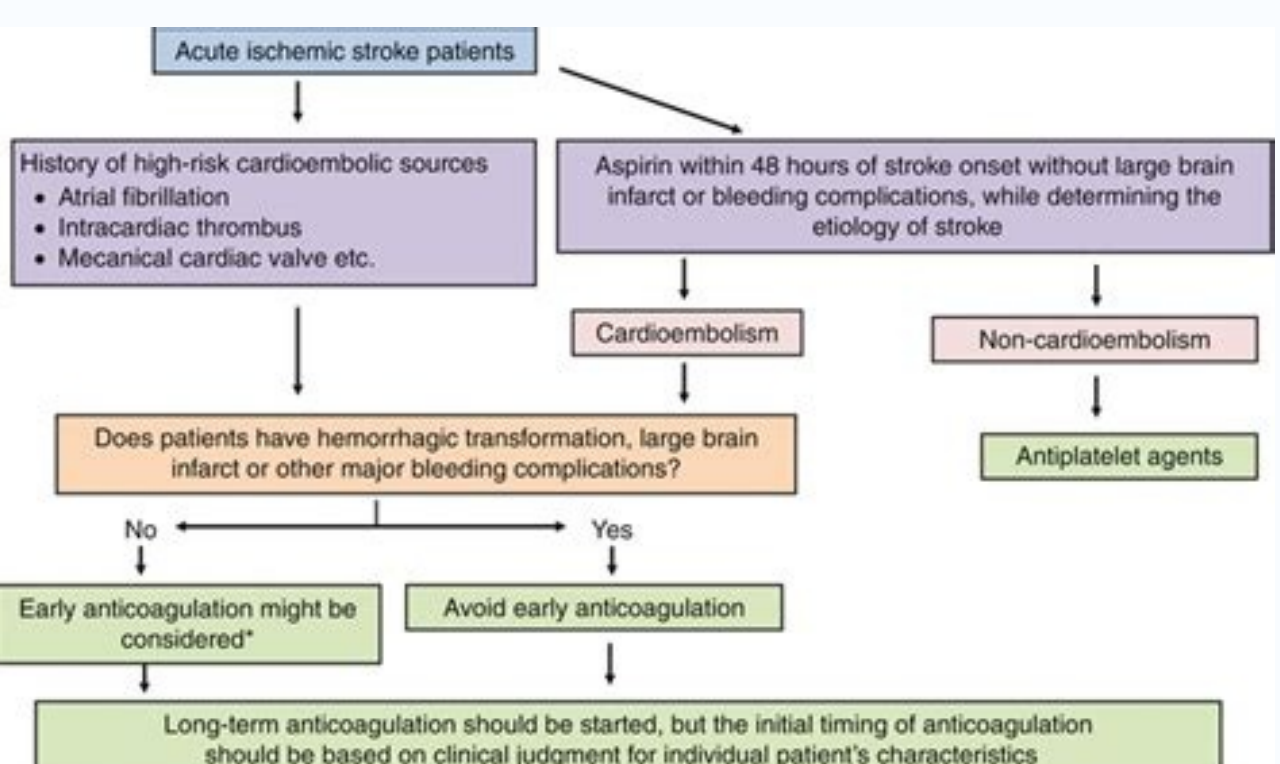 Acute ischemic stroke patients
History of high-risk cardioembolic sources
• Atrial fibrillation
• Intracardiac thrombus
• Mecanical cardiac valve etc.
Aspirin within 48 hours of stroke onset without large brain
infarct or bleeding complications, while determining the
etiology of stroke
Cardioembolism
Non-cardioembolism
Does patients have hemorrhagic transformation, large brain
infarct or other major bleeding complications?
Antiplatelet agents
No
Yes
Early anticoagulation might be
considered*
Avoid early anticoagulation
Long-term anticoagulation should be started, but the initial timing of anticoagulation
should be based on clinical judgment for individual patient's characteristics